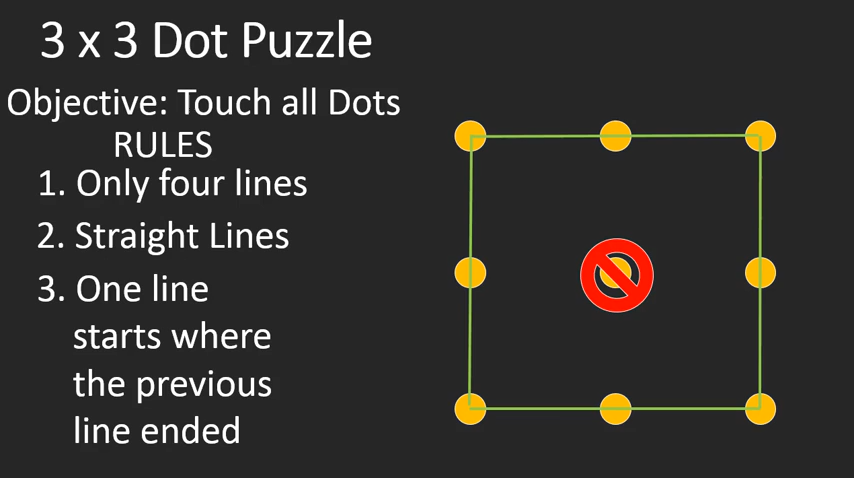 3 x 3 Dot Puzzle
Objective: Touch all Dots
RULES
1. Only four lines
2. Straight Lines
3. One line
starts where
the previous
line ended